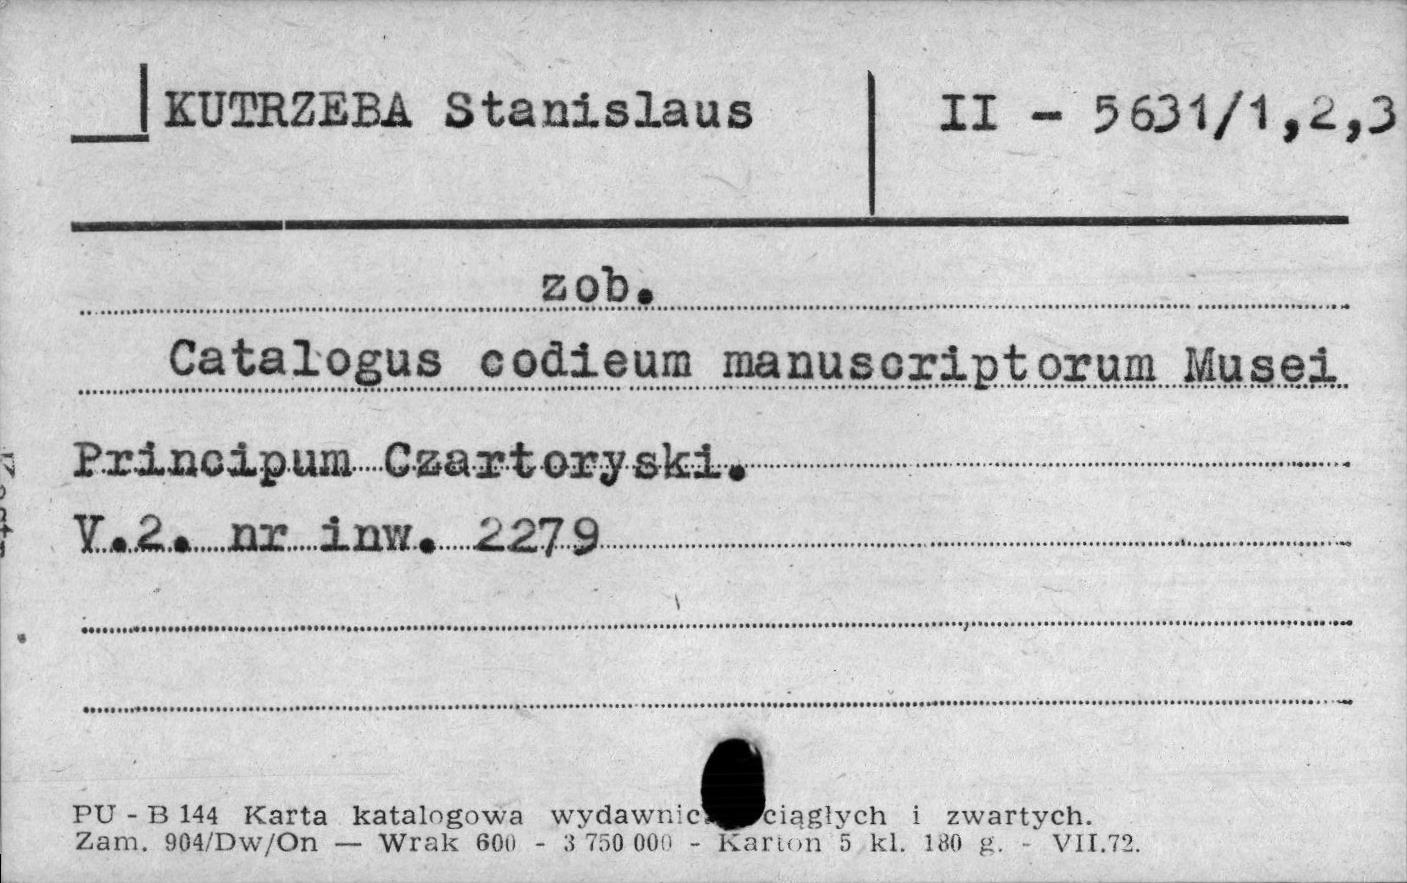 KUTRZEBA Stanislaus II - 5631/1,2,3
zob.
Catalogus codieum manuscriptorum Musei
Principum Czartoryski.
V.2. nr inw. 2279
PU - B 144 Karta katalogowa ciągłych i zwartych.
Zam. 904/Dw/On — Wrak 600 - 3 750 000 - Karton 5 kl. 180 g. - VII.72.